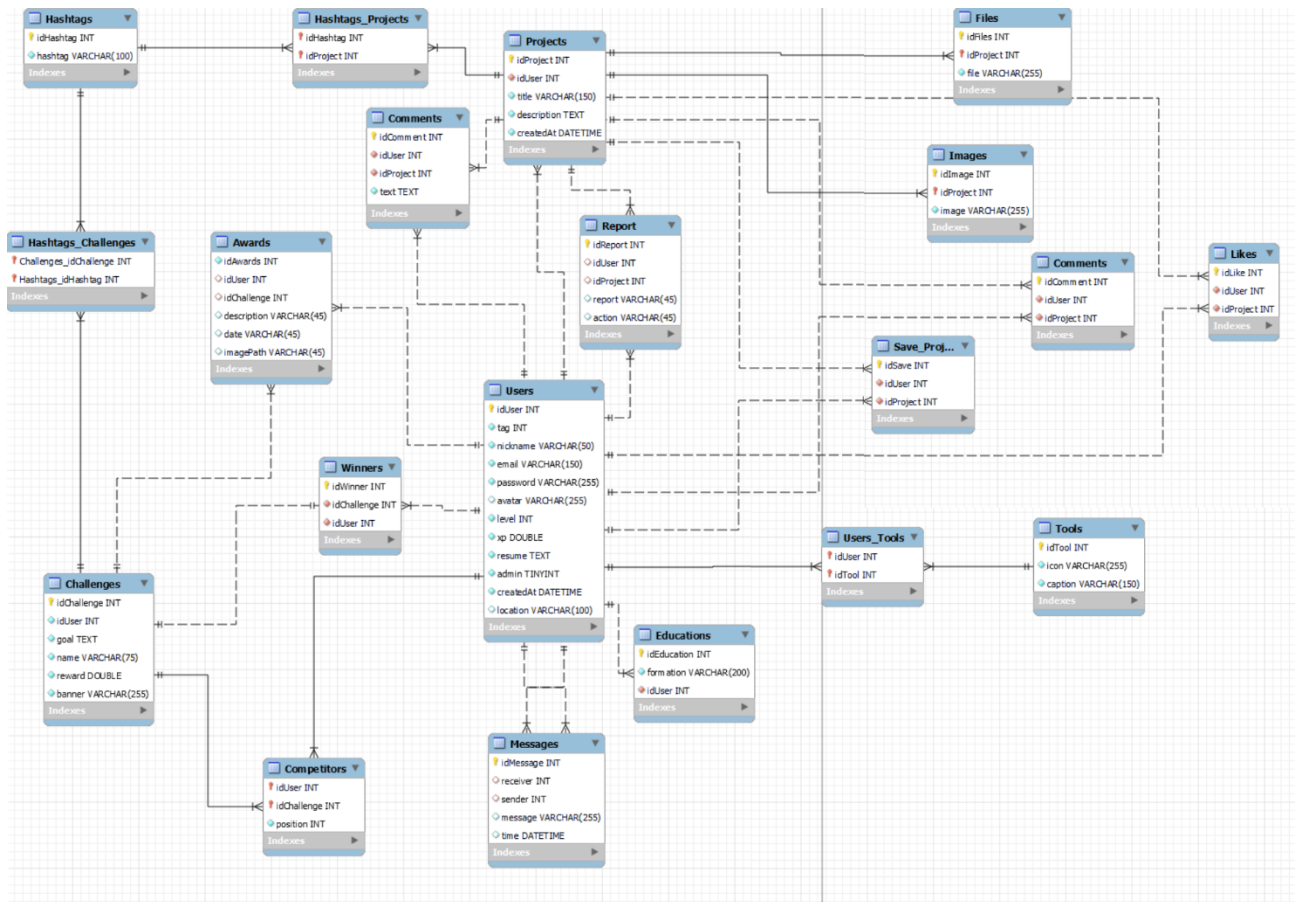 Hashtags
idHashtag INT
hashtag VARCHAR(100)
Indexes
Hashtags_Projects
idHashtag INT
idProject INT
Indexes
Projects
idProject INT
idUser INT
title VARCHAR(150)
description TEXT
createdAt DATETIME
Indexes
Files
idFiles INT
idProject INT
file VARCHAR(255)
Indexes
Comments
idComment INT
idUser INT
idProject INT
text TEXT
Indexes
Images
idImage INT
idProject INT
image VARCHAR(255)
Indexes
Hashtags_Challenges
Challenges_idChallenge INT
Hashtags_idHashtag INT
Indexes
Awards
idAwards INT
idUser INT
idChallenge INT
description VARCHAR(45)
date VARCHAR(45)
imagePath VARCHAR(45)
Indexes
Report
idReport INT
idUser INT
idProject INT
report VARCHAR(45)
action VARCHAR(45)
Indexes
Comments
idComment INT
idUser INT
idProject INT
Indexes
Likes
idLike INT
idUser INT
idProject INT
Indexes
Save_Proj...
idSave INT
idUser INT
idProject INT
Indexes
Users
idUser INT
tag INT
nickname VARCHAR(50)
email VARCHAR(150)
password VARCHAR(255)
avatar VARCHAR(255)
level INT
xp DOUBLE
resume TEXT
admin TINYINT
createdAt DATETIME
location VARCHAR(100)
Indexes
Winners
idWinner INT
idChallenge INT
idUser INT
Indexes
Users_Tools
idUser INT
idTool INT
Indexes
Tools
idTool INT
icon VARCHAR(255)
caption VARCHAR(150)
Indexes
Challenges
idChallenge INT
idUser INT
goal TEXT
name VARCHAR(75)
reward DOUBLE
banner VARCHAR(255)
Indexes
Educations
idEducation INT
formation VARCHAR(200)
idUser INT
Indexes
Messages
idMessage INT
receiver INT
sender INT
message VARCHAR(255)
time DATETIME
Indexes
Competitors
idUser INT
idChallenge INT
position INT
Indexes